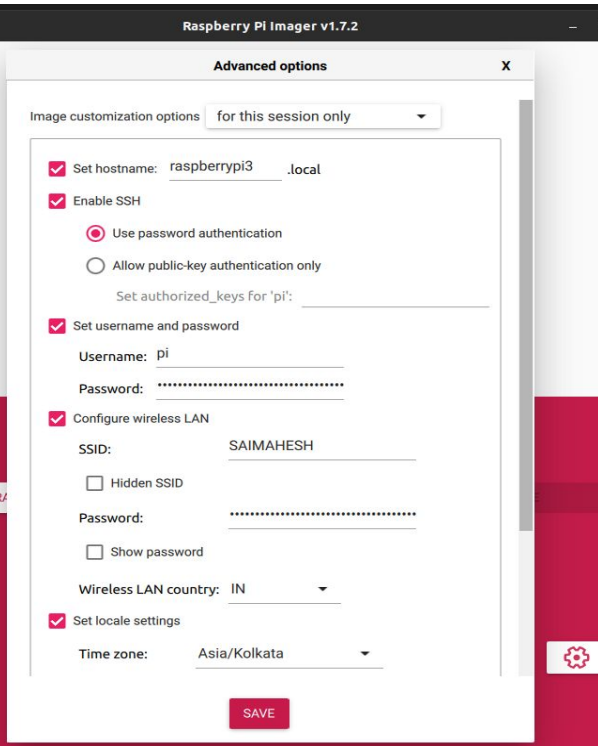 Raspberry Pi Imager v1.7.2
Advanced options X
Image customization options for this session only
Set hostname: raspberrypi3 .local
Enable SSH
Use password authentication
Allow public-key authentication only
Set authorized_keys for 'pi':
Set username and password
Username: pi
Password: ••••••••••••••••••••••••••••••••••••
Configure wireless LAN
SSID: SAIMAHESH
Hidden SSID
Password: ••••••••••••••••••••••••••••••••••••
Show password
Wireless LAN country: IN
Set locale settings
Time zone: Asia/Kolkata
SAVE